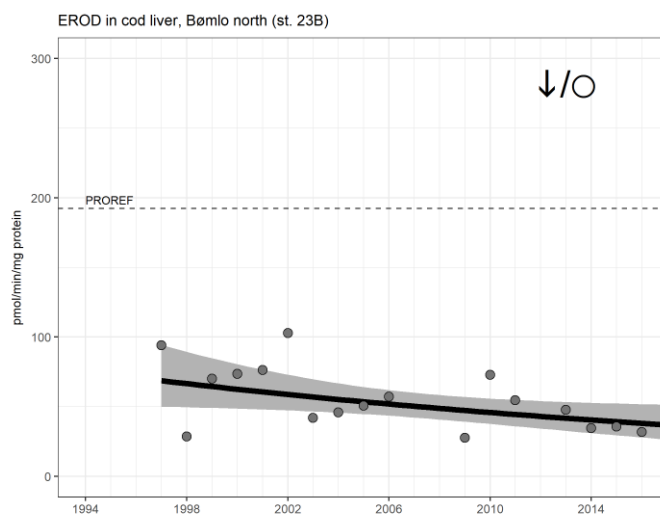 EROD in cod liver, Bømlo north (st. 23B)
↓/○
300
200
PROREF
100
0
pmol/min/mg protein
1994 1998 2002 2006 2010 2014